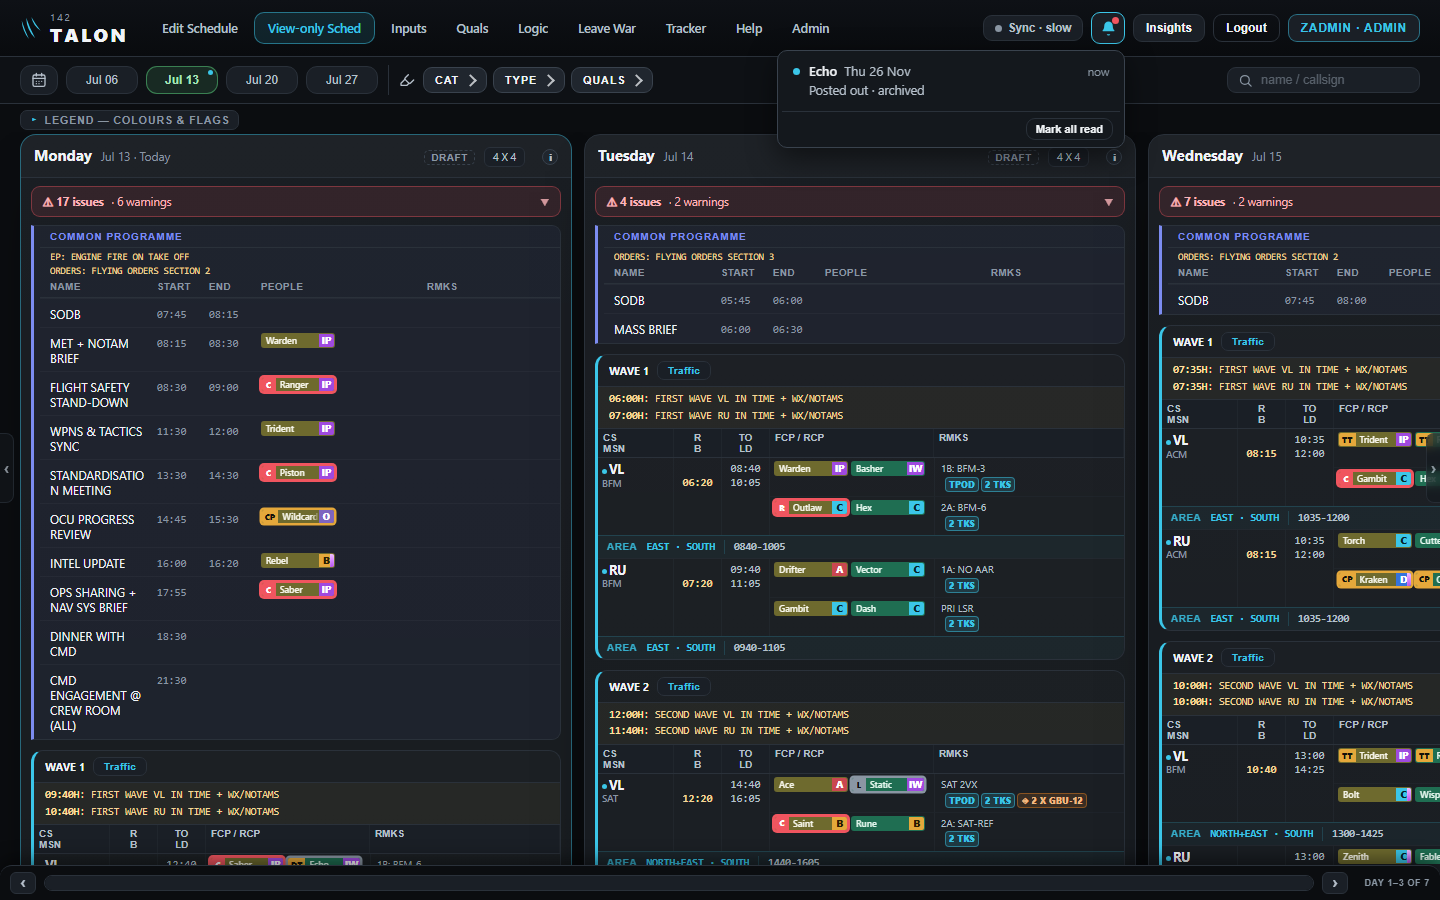 142
TALON
Edit Schedule
View-only Sched
Inputs
Quals
Logic
Leave War
Tracker
Help
Admin
Sync · slow
Insights
Logout
ZADMIN · ADMIN
Jul 06
Jul 13
Jul 20
Jul 27
CAT
TYPE
QUALS
name / callsign
Echo Thu 26 Nov now
Posted out · archived
Mark all read
LEGEND — COLOURS & FLAGS
Monday Jul 13 · Today DRAFT 4 X 4 i
17 issues · 6 warnings
COMMON PROGRAMME
EP: ENGINE FIRE ON TAKE OFF
ORDERS: FLYING ORDERS SECTION 2
NAME START END PEOPLE RMKS
SODB 07:45 08:15
MET + NOTAM 08:15 08:30 Warden IP
BRIEF
FLIGHT SAFETY 08:30 09:00 C Ranger IP
STAND-DOWN
WPNS & TACTICS 11:30 12:00 Trident IP
SYNC
STANDARDISATIO 13:30 14:30 C Piston IP
N MEETING
OCU PROGRESS 14:45 15:30 CP Wildcard O
REVIEW
INTEL UPDATE 16:00 16:20 Rebel B
OPS SHARING + 17:55 C Saber IP
NAV SYS BRIEF
DINNER WITH 18:30
CMD
CMD 21:30
ENGAGEMENT @
CREW ROOM
(ALL)
WAVE 1 Traffic
09:40H: FIRST WAVE VL IN TIME + WX/NOTAMS
10:40H: FIRST WAVE RU IN TIME + WX/NOTAMS
CS R TO FCP / RCP RMKS
MSN B LD
VL 12:40 C Saber IP Echo IW 1B: BFM-6
Tuesday Jul 14 DRAFT 4 X 4 i
4 issues · 2 warnings
COMMON PROGRAMME
ORDERS: FLYING ORDERS SECTION 3
NAME START END PEOPLE RMKS
SODB 05:45 06:00
MASS BRIEF 06:00 06:30
WAVE 1 Traffic
06:00H: FIRST WAVE VL IN TIME + WX/NOTAMS
07:00H: FIRST WAVE RU IN TIME + WX/NOTAMS
CS R TO FCP / RCP RMKS
MSN B LD
VL 08:40 Warden IP Basher IW 1B: BFM-3
BFM 06:20 10:05 TPOD 2 TKS
R Outlaw C Hex C 2A: BFM-6
2 TKS
AREA EAST · SOUTH 0840-1005
RU 09:40 Drifter A Vector C 1A: NO AAR
BFM 07:20 11:05 2 TKS
Gambit C Dash C PRI LSR
2 TKS
AREA EAST · SOUTH 0940-1105
WAVE 2 Traffic
12:00H: SECOND WAVE VL IN TIME + WX/NOTAMS
11:40H: SECOND WAVE RU IN TIME + WX/NOTAMS
CS R TO FCP / RCP RMKS
MSN B LD
VL 14:40 Ace A L Static IW SAT 2VX
SAT 12:20 16:05 TPOD 2 TKS 2 X GBU-12
C Saint B Rune B 2A: SAT-REF
2 TKS
AREA NORTH+EAST · SOUTH 1440-1605
Wednesday Jul 15
7 issues · 2 warnings
COMMON PROGRAMME
ORDERS: FLYING ORDERS SECTION 2
NAME START END PEOPLE
SODB 07:45 08:00
WAVE 1 Traffic
07:35H: FIRST WAVE VL IN TIME + WX/NOTAMS
07:35H: FIRST WAVE RU IN TIME + WX/NOTAMS
CS R TO FCP / RCP
MSN B LD
VL 10:35 TT Trident IP
ACM 08:15 12:00
C Gambit C
AREA EAST · SOUTH 1035-1200
RU 10:35 Torch C
ACM 08:15 12:00
CP Kraken D CP
AREA EAST · SOUTH 1035-1200
WAVE 2 Traffic
10:00H: SECOND WAVE VL IN TIME + WX/NOTAMS
10:00H: SECOND WAVE RU IN TIME + WX/NOTAMS
CS R TO FCP / RCP
MSN B LD
VL 13:00 TT Trident IP TT
BFM 10:40 14:25
Bolt C
AREA NORTH+EAST · SOUTH 1300-1425
RU 13:00 Zenith C
DAY 1–3 OF 7